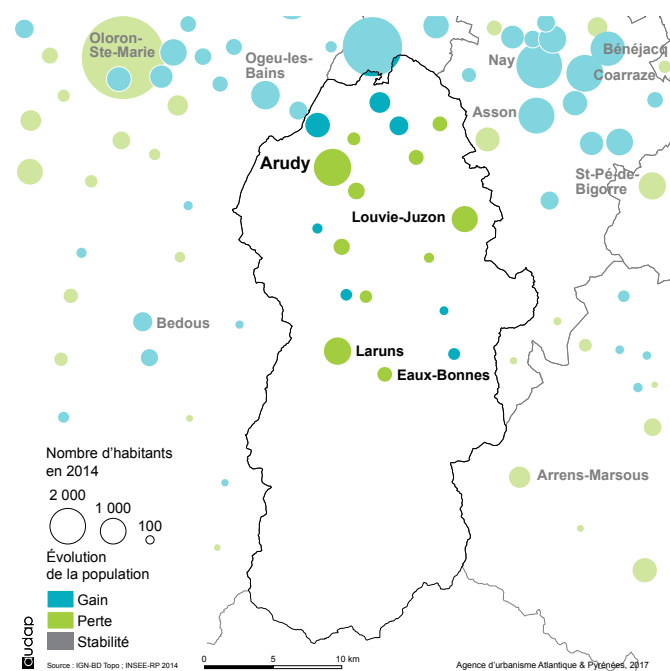 Oloron-
Ste-Marie
Ogeu-les-
Bains
Nay
Bénéjacq
Coarraze
Asson
St-Pé-de-
Bigorre
Arudy
Louvie-Juzon
Bedous
Laruns
Eaux-Bonnes
Arrens-Marsous
Nombre d'habitants
en 2014
2 000
1 000
100
Évolution
de la population
Gain
Perte
Stabilité
audap
Source : IGN-BD Topo ; INSEE-RP 2014
0 5 10 km
Agence d'urbanisme Atlantique & Pyrénées, 2017